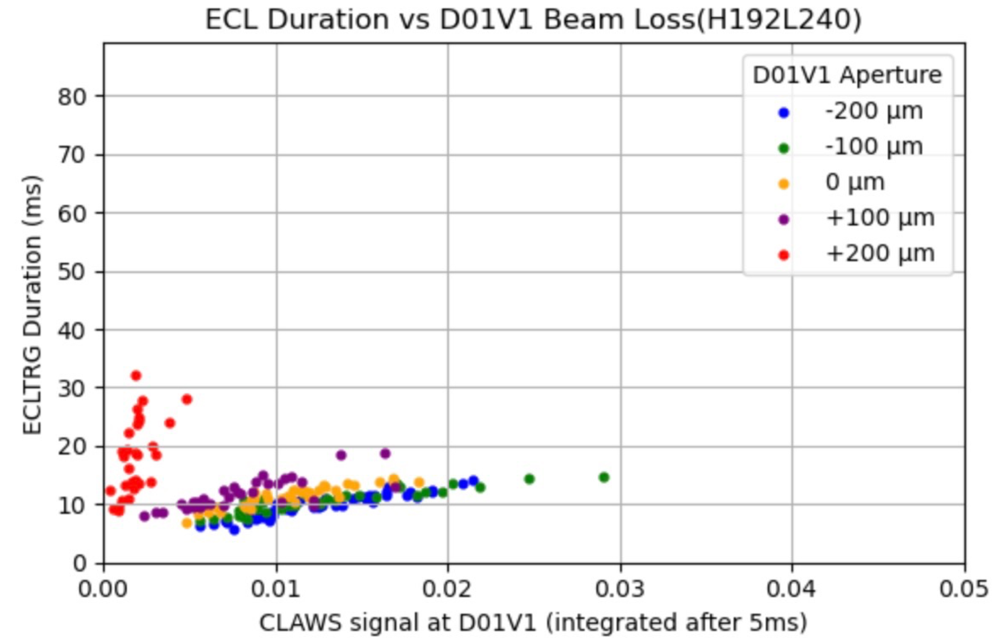 ECL Duration vs D01V1 Beam Loss(H192L240)
D01V1 Aperture
-200 µm
-100 µm
0 µm
+100 µm
+200 µm
ECLTRG Duration (ms)
80
70
60
50
40
30
20
10
0
0.00 0.01 0.02 0.03 0.04 0.05
CLAWS signal at D01V1 (integrated after 5ms)